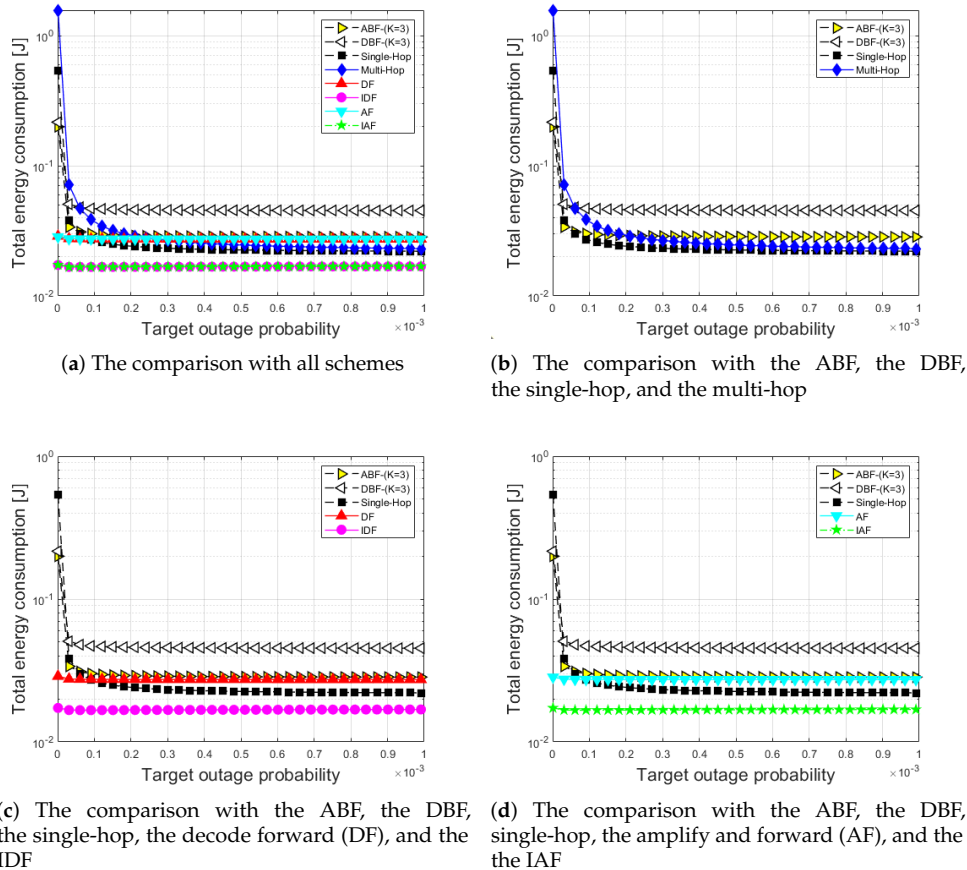 Total energy consumption [J]
10^0
10^-1
10^-2
ABF-(K=3)
DBF-(K=3)
Single-Hop
Multi-Hop
DF
IDF
AF
IAF
0 0.1 0.2 0.3 0.4 0.5 0.6 0.7 0.8 0.9 1
Target outage probability
×10^-3
(a) The comparison with all schemes
Total energy consumption [J]
10^0
10^-1
10^-2
ABF-(K=3)
DBF-(K=3)
Single-Hop
Multi-Hop
0 0.1 0.2 0.3 0.4 0.5 0.6 0.7 0.8 0.9 1
Target outage probability
×10^-3
(b) The comparison with the ABF, the DBF,
the single-hop, and the multi-hop
Total energy consumption [J]
10^0
10^-1
10^-2
ABF-(K=3)
DBF-(K=3)
Single-Hop
DF
IDF
0 0.1 0.2 0.3 0.4 0.5 0.6 0.7 0.8 0.9 1
Target outage probability
×10^-3
(c) The comparison with the ABF, the DBF,
the single-hop, the decode forward (DF), and the
IDF
Total energy consumption [J]
10^0
10^-1
10^-2
ABF-(K=3)
DBF-(K=3)
Single-Hop
AF
IAF
0 0.1 0.2 0.3 0.4 0.5 0.6 0.7 0.8 0.9 1
Target outage probability
×10^-3
(d) The comparison with the ABF, the DBF,
single-hop, the amplify and forward (AF), and the
the IAF